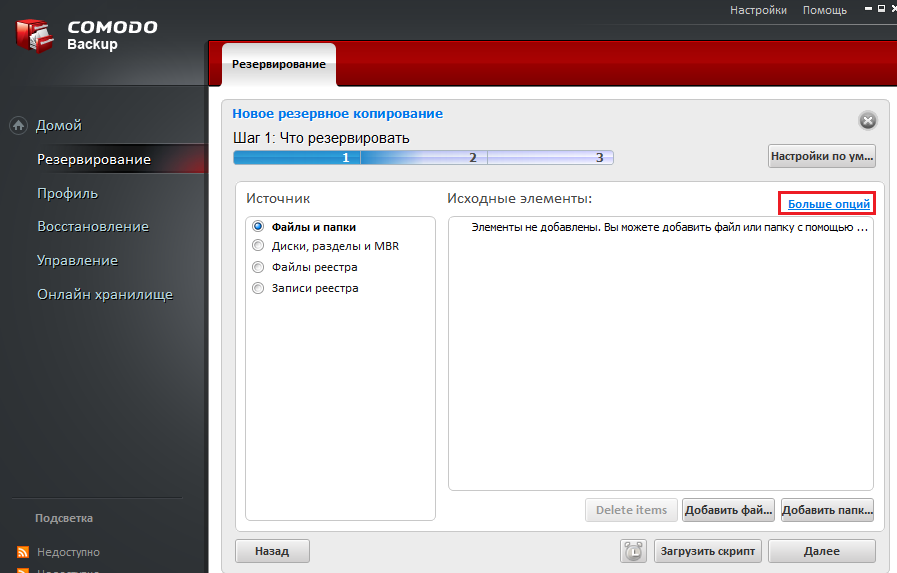 Настройки Помощь
COMODO
Backup
Резервирование
Домой
Резервирование
Профиль
Восстановление
Управление
Онлайн хранилище
Подсветка
Недоступно
Новое резервное копирование
Шаг 1: Что резервировать
1 2 3
Настройки по ум...
Источник
Файлы и папки
Диски, разделы и MBR
Файлы реестра
Записи реестра
Исходные элементы:
Больше опций
Элементы не добавлены. Вы можете добавить файл или папку с помощью ...
Delete items
Добавить фай...
Добавить папк...
Назад
Загрузить скрипт
Далее